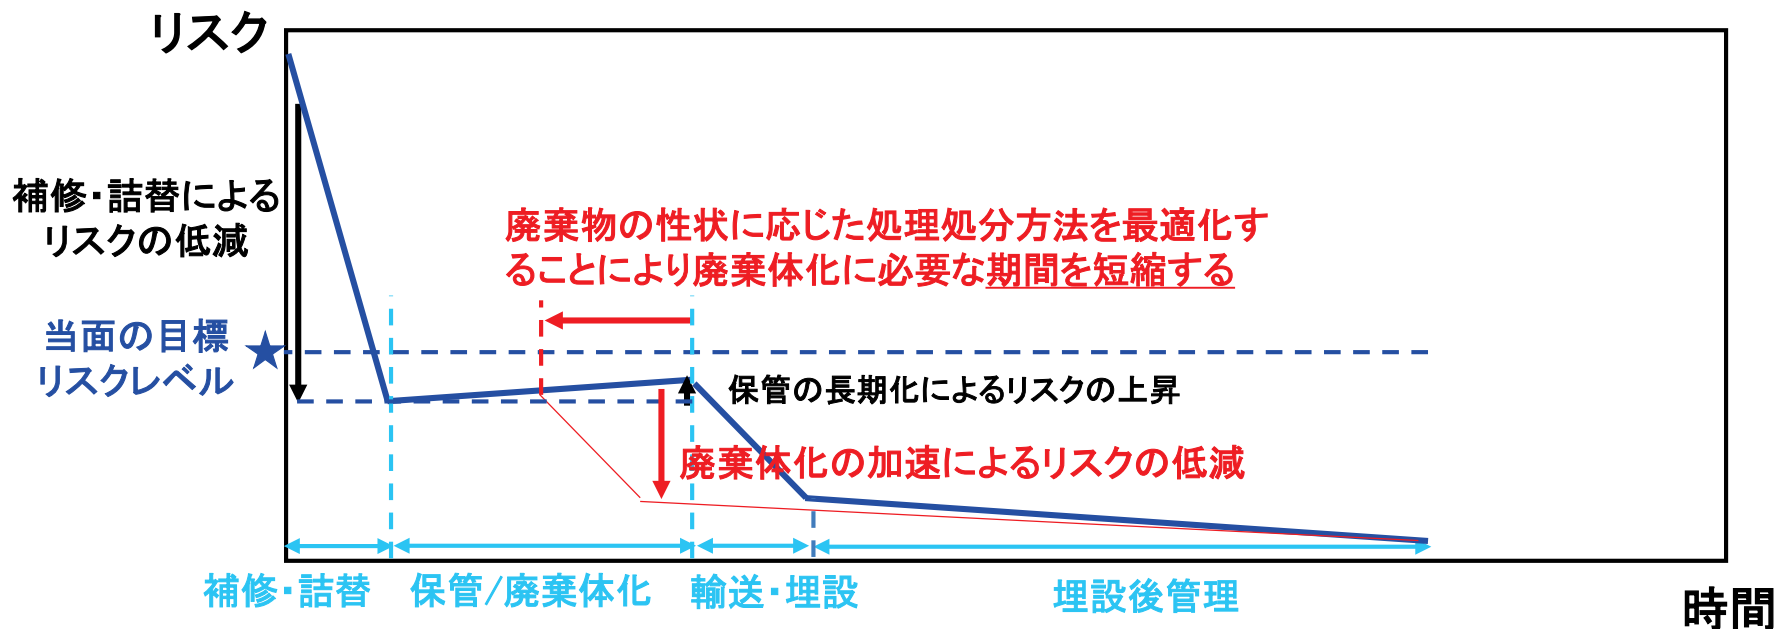 リスク
補修・詰替による
リスクの低減
廃棄物の性状に応じた処理処分方法を最適化す
ることにより廃棄体化に必要な期間を短縮する
当面の目標
リスクレベル
保管の長期化によるリスクの上昇
廃棄体化の加速によるリスクの低減
補修・詰替
保管/廃棄体化
輸送・埋設
埋設後管理
時間